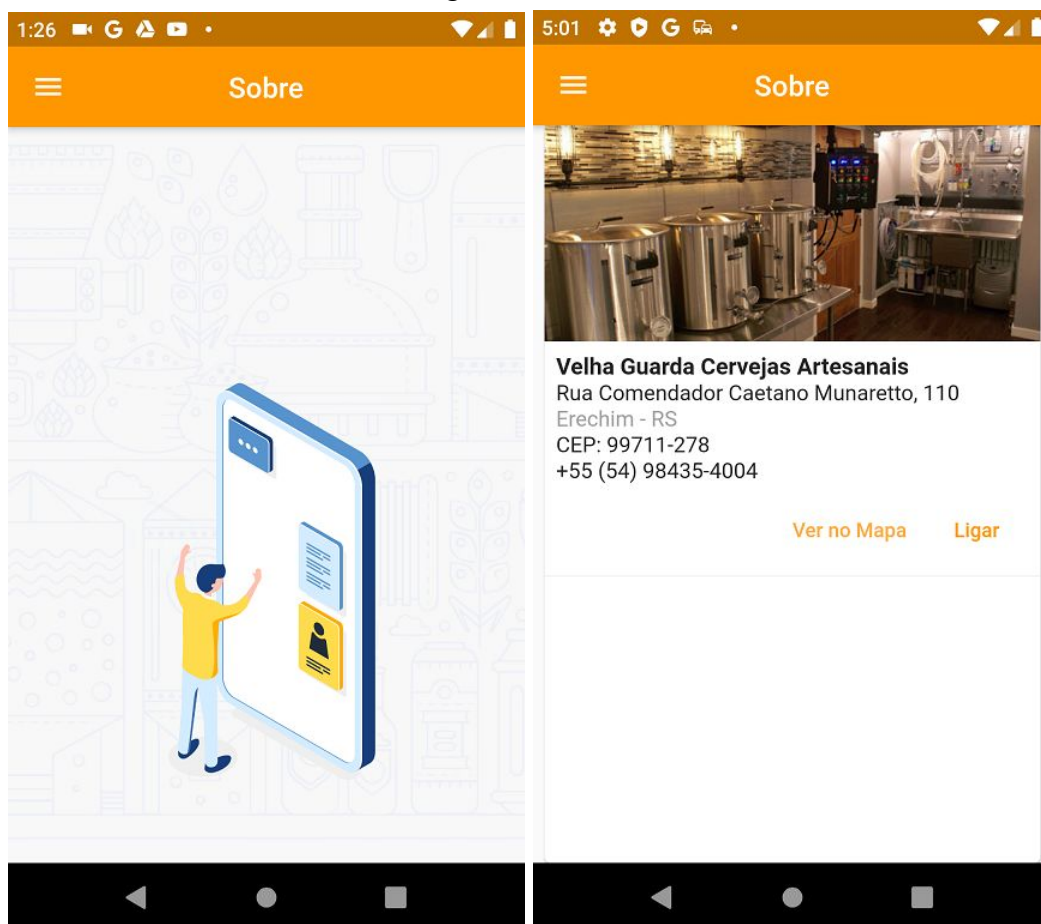 1:26
Sobre
5:01
Sobre
Velha Guarda Cervejas Artesanais
Rua Comendador Caetano Munaretto, 110
Erechim - RS
CEP: 99711-278
+55 (54) 98435-4004
Ver no Mapa Ligar